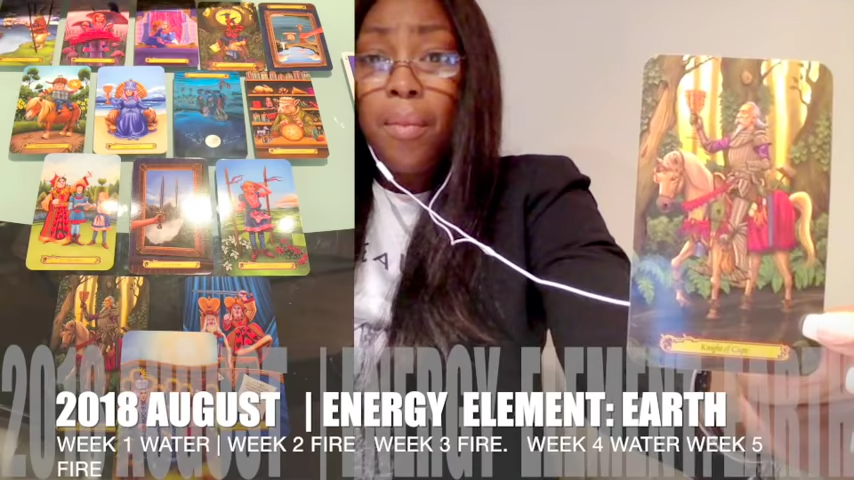 Knight of Cups
2018 AUGUST | ENERGY ELEMENT: EARTH
WEEK 1 WATER | WEEK 2 FIRE WEEK 3 FIRE. WEEK 4 WATER WEEK 5
FIRE